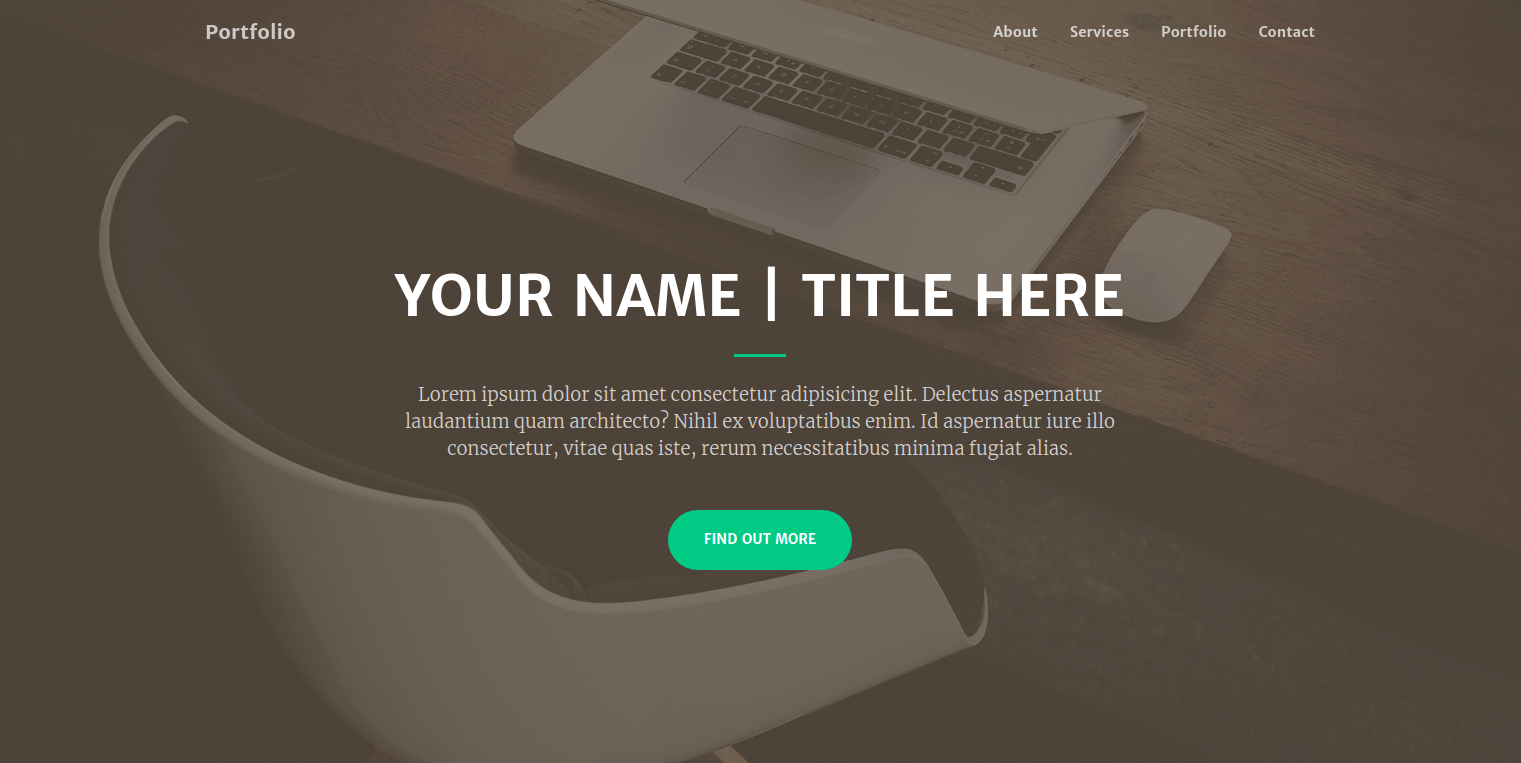 Portfolio
About Services Portfolio Contact
YOUR NAME | TITLE HERE
Lorem ipsum dolor sit amet consectetur adipisicing elit. Delectus aspernatur
laudantium quam architecto? Nihil ex voluptatibus enim. Id aspernatur iure illo
consectetur, vitae quas iste, rerum necessitatibus minima fugiat alias.
FIND OUT MORE